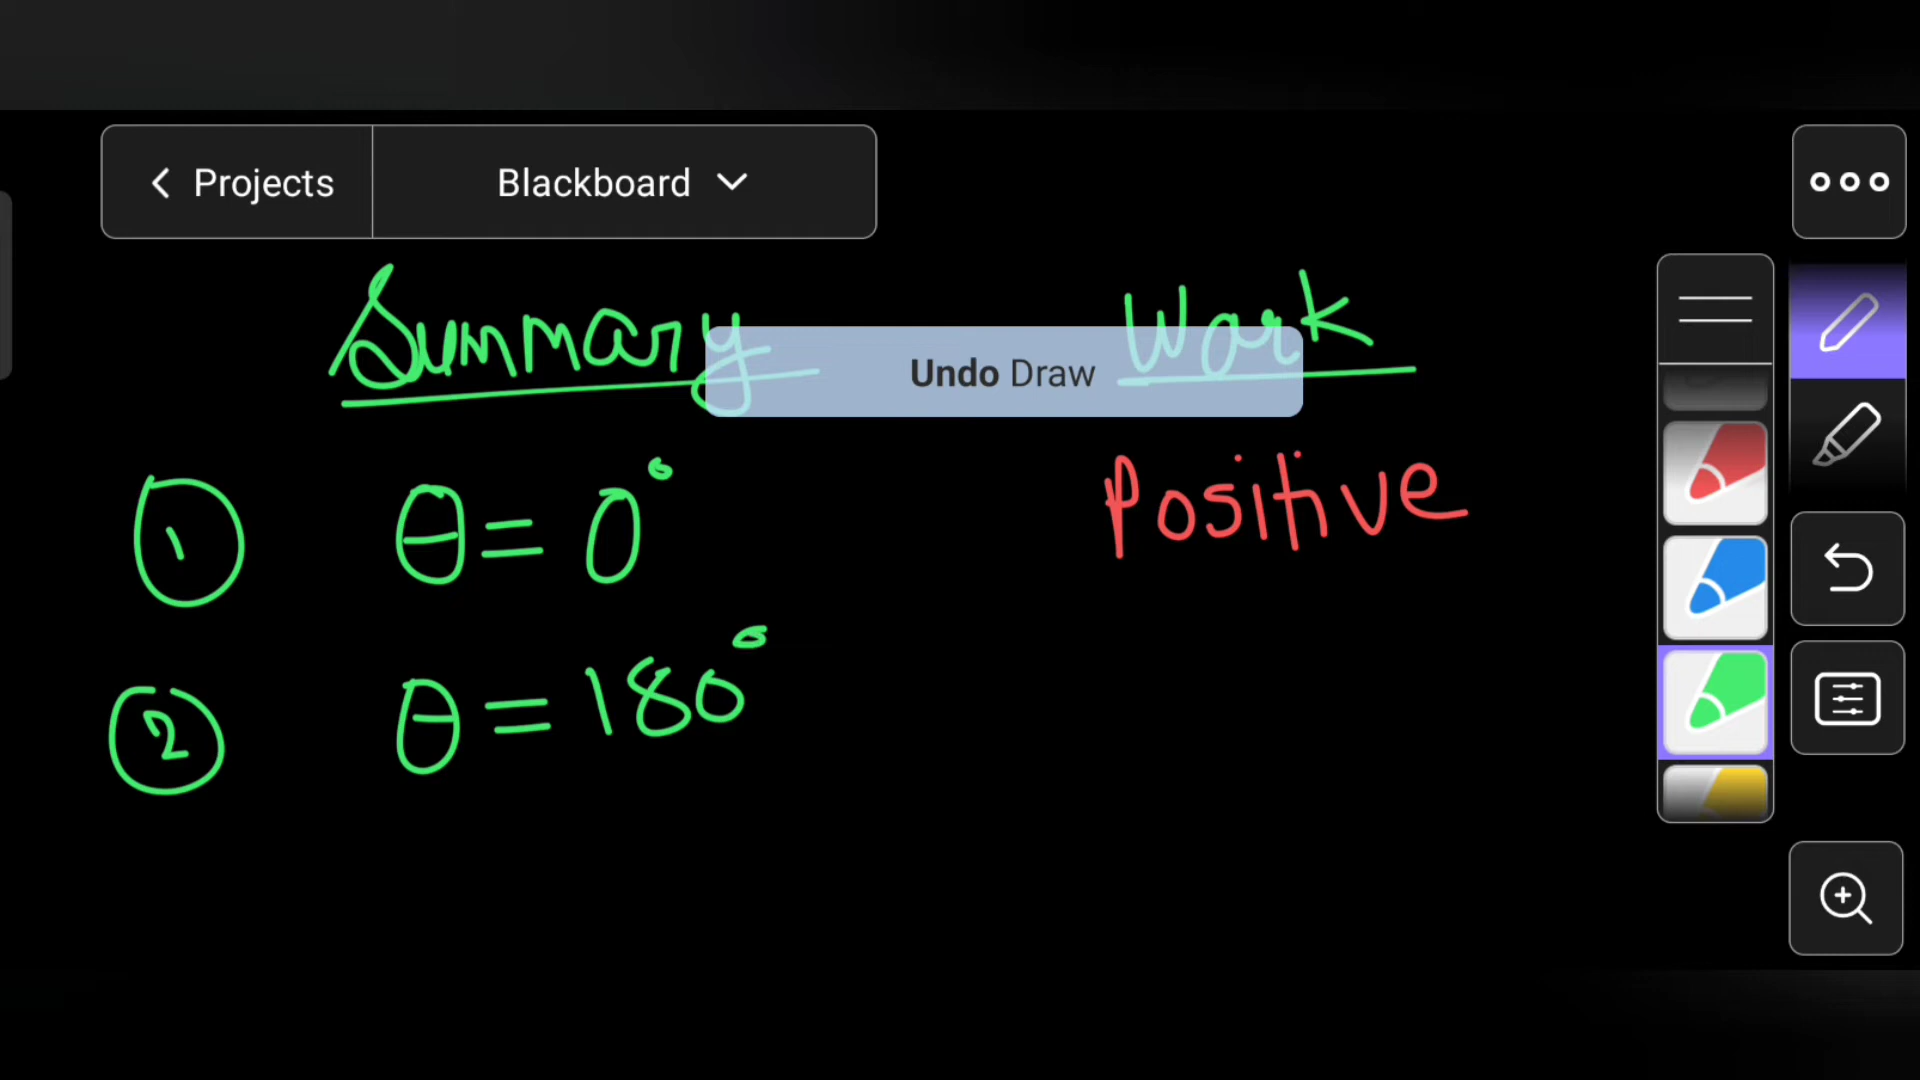 Projects Blackboard
Summary Work
Undo Draw
1 θ = 0° Positive
2 θ = 180°